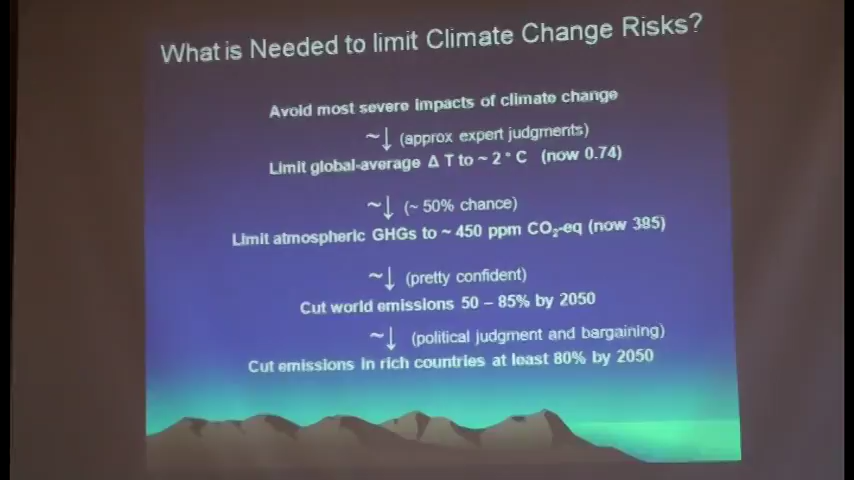 What is Needed to limit Climate Change Risks?
Avoid most severe impacts of climate change
~↓ (approx expert judgments)
Limit global-average Δ T to ~ 2 ° C (now 0.74)
~↓ (~ 50% chance)
Limit atmospheric GHGs to ~ 450 ppm CO₂-eq (now 385)
~↓ (pretty confident)
Cut world emissions 50 – 85% by 2050
~↓ (political judgment and bargaining)
Cut emissions in rich countries at least 80% by 2050